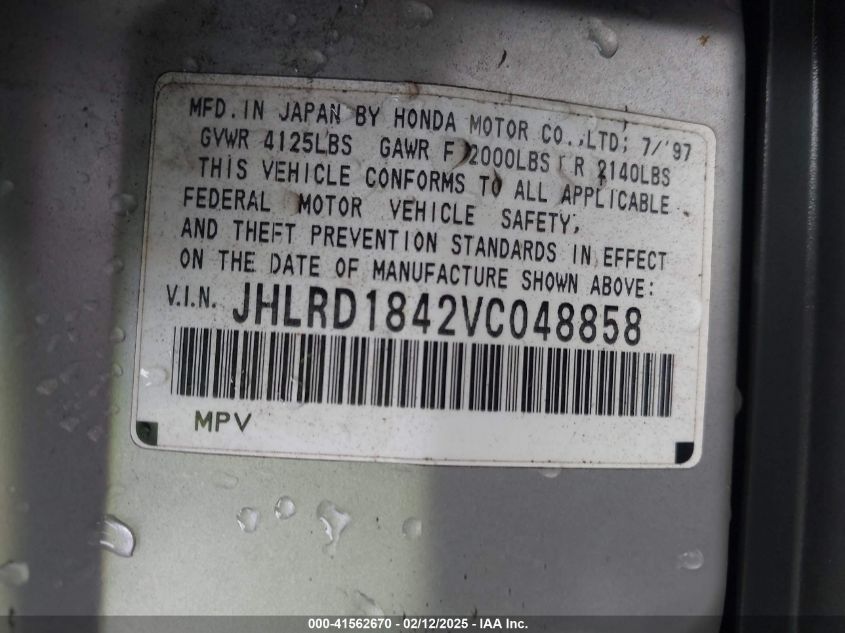 MFD. IN JAPAN BY HONDA MOTOR CO.,LTD; 7/'97
GVWR 4125LBS GAWR F 2000LBS R 2140LBS
THIS VEHICLE CONFORMS TO ALL APPLICABLE
FEDERAL MOTOR VEHICLE SAFETY,
AND THEFT PREVENTION STANDARDS IN EFFECT
ON THE DATE OF MANUFACTURE SHOWN ABOVE:
V.I.N. JHLRD1842VC048858
MPV
000-41562670 - 02/12/2025 - IAA Inc.